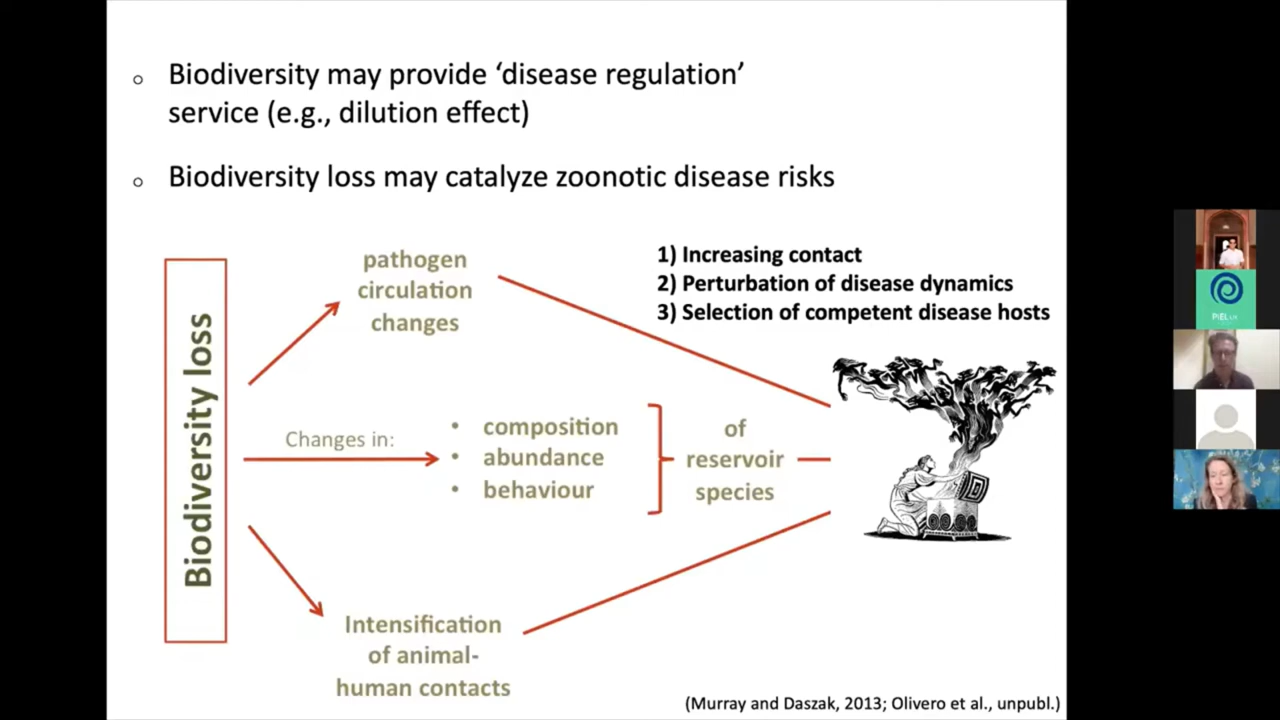 ○ Biodiversity may provide ‘disease regulation’
service (e.g., dilution effect)
○ Biodiversity loss may catalyze zoonotic disease risks
Biodiversity loss
pathogen
circulation
changes
1) Increasing contact
2) Perturbation of disease dynamics
3) Selection of competent disease hosts
Changes in:
• composition
• abundance
• behaviour
of
reservoir
species
Intensification
of animal-
human contacts
(Murray and Daszak, 2013; Olivero et al., unpubl.)